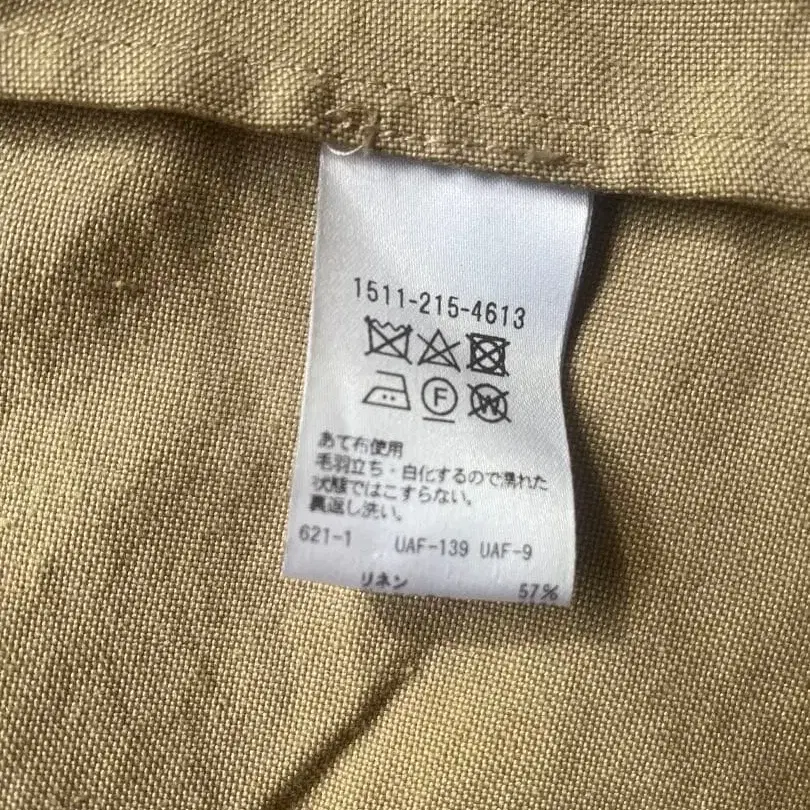 1511-215-4613
F W
あて布使用
毛羽立ち・白化するので濡れた
状態ではこすらない。
裏返し洗い。
621-1 UAF-139 UAF-9
リネン 57%